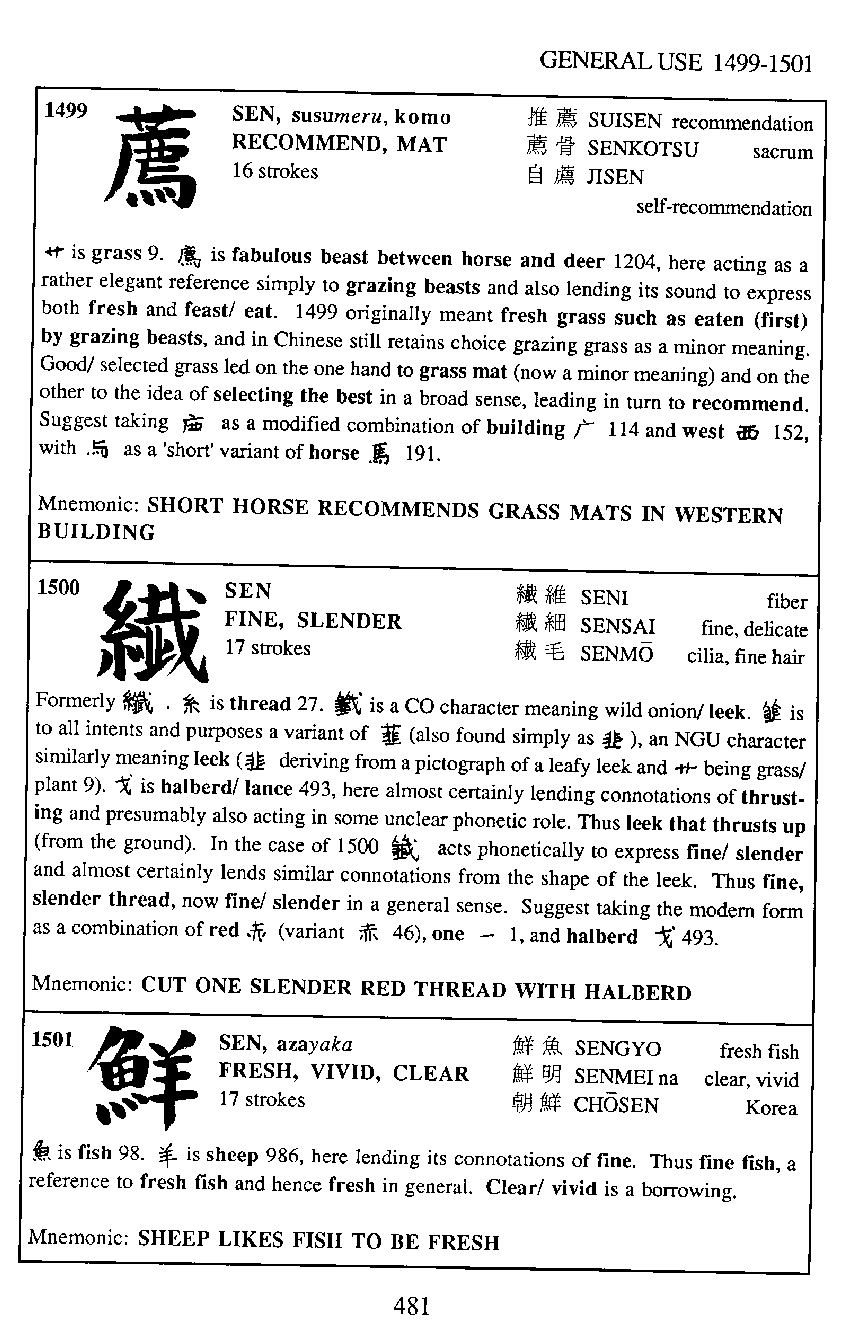 GENERAL USE 1499-1501
1499 薦 SEN, susumeru, komo 推薦 SUISEN recommendation
RECOMMEND, MAT 薦骨 SENKOTSU sacrum
16 strokes 自薦 JISEN
self-recommendation
艹 is grass 9. 廌 is fabulous beast between horse and deer 1204, here acting as a
rather elegant reference simply to grazing beasts and also lending its sound to express
both fresh and feast/ eat. 1499 originally meant fresh grass such as eaten (first)
by grazing beasts, and in Chinese still retains choice grazing grass as a minor meaning.
Good/ selected grass led on the one hand to grass mat (now a minor meaning) and on the
other to the idea of selecting the best in a broad sense, leading in turn to recommend.
Suggest taking as a modified combination of building 广 114 and west 西 152,
with as a 'short' variant of horse 馬 191.
Mnemonic: SHORT HORSE RECOMMENDS GRASS MATS IN WESTERN
BUILDING
1500 繊 SEN 繊維 SENI fiber
FINE, SLENDER 繊細 SENSAI fine, delicate
17 strokes 繊毛 SENMŌ cilia, fine hair
Formerly 纖. 糸 is thread 27. 韱 is a CO character meaning wild onion/ leek. is
to all intents and purposes a variant of 韮 (also found simply as 韭), an NGU character
similarly meaning leek (韭 deriving from a pictograph of a leafy leek and 艹 being grass/
plant 9). 戈 is halberd/ lance 493, here almost certainly lending connotations of thrust-
ing and presumably also acting in some unclear phonetic role. Thus leek that thrusts up
(from the ground). In the case of 1500 韱 acts phonetically to express fine/ slender
and almost certainly lends similar connotations from the shape of the leek. Thus fine,
slender thread, now fine/ slender in a general sense. Suggest taking the modern form
as a combination of red (variant 赤 46), one 一 1, and halberd 戈 493.
Mnemonic: CUT ONE SLENDER RED THREAD WITH HALBERD
1501 鮮 SEN, azayaka 鮮魚 SENGYO fresh fish
FRESH, VIVID, CLEAR 鮮明 SENMEI na clear, vivid
17 strokes 朝鮮 CHŌSEN Korea
魚 is fish 98. 羊 is sheep 986, here lending its connotations of fine. Thus fine fish, a
reference to fresh fish and hence fresh in general. Clear/ vivid is a borrowing.
Mnemonic: SHEEP LIKES FISH TO BE FRESH
481